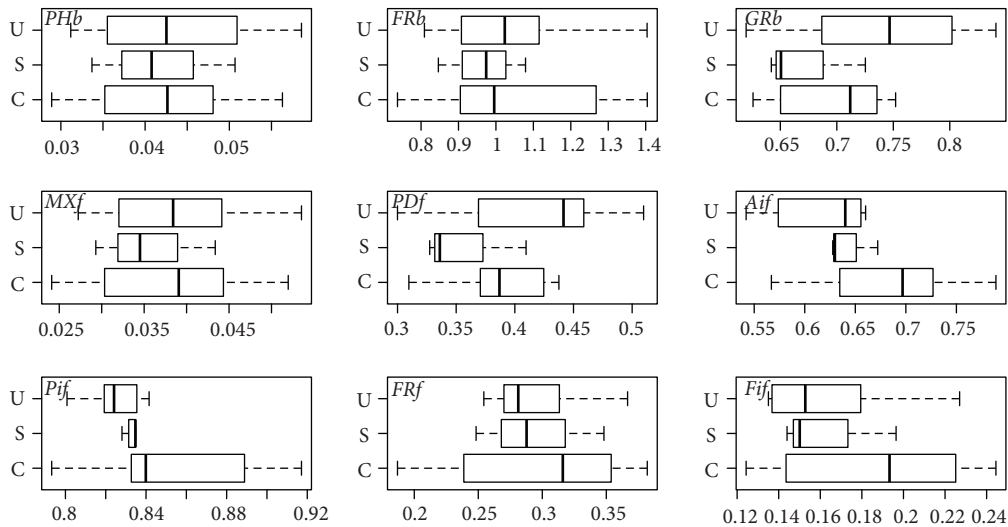 PHb
U
S
C
0.03 0.04 0.05
FRb
U
S
C
0.8 0.9 1 1.1 1.2 1.3 1.4
GRb
U
S
C
0.65 0.7 0.75 0.8
MXf
U
S
C
0.025 0.035 0.045
PDf
U
S
C
0.3 0.35 0.4 0.45 0.5
Aif
U
S
C
0.55 0.6 0.65 0.7 0.75
Pif
U
S
C
0.8 0.84 0.88 0.92
FRf
U
S
C
0.2 0.25 0.3 0.35
Fif
U
S
C
0.12 0.14 0.16 0.18 0.2 0.22 0.24